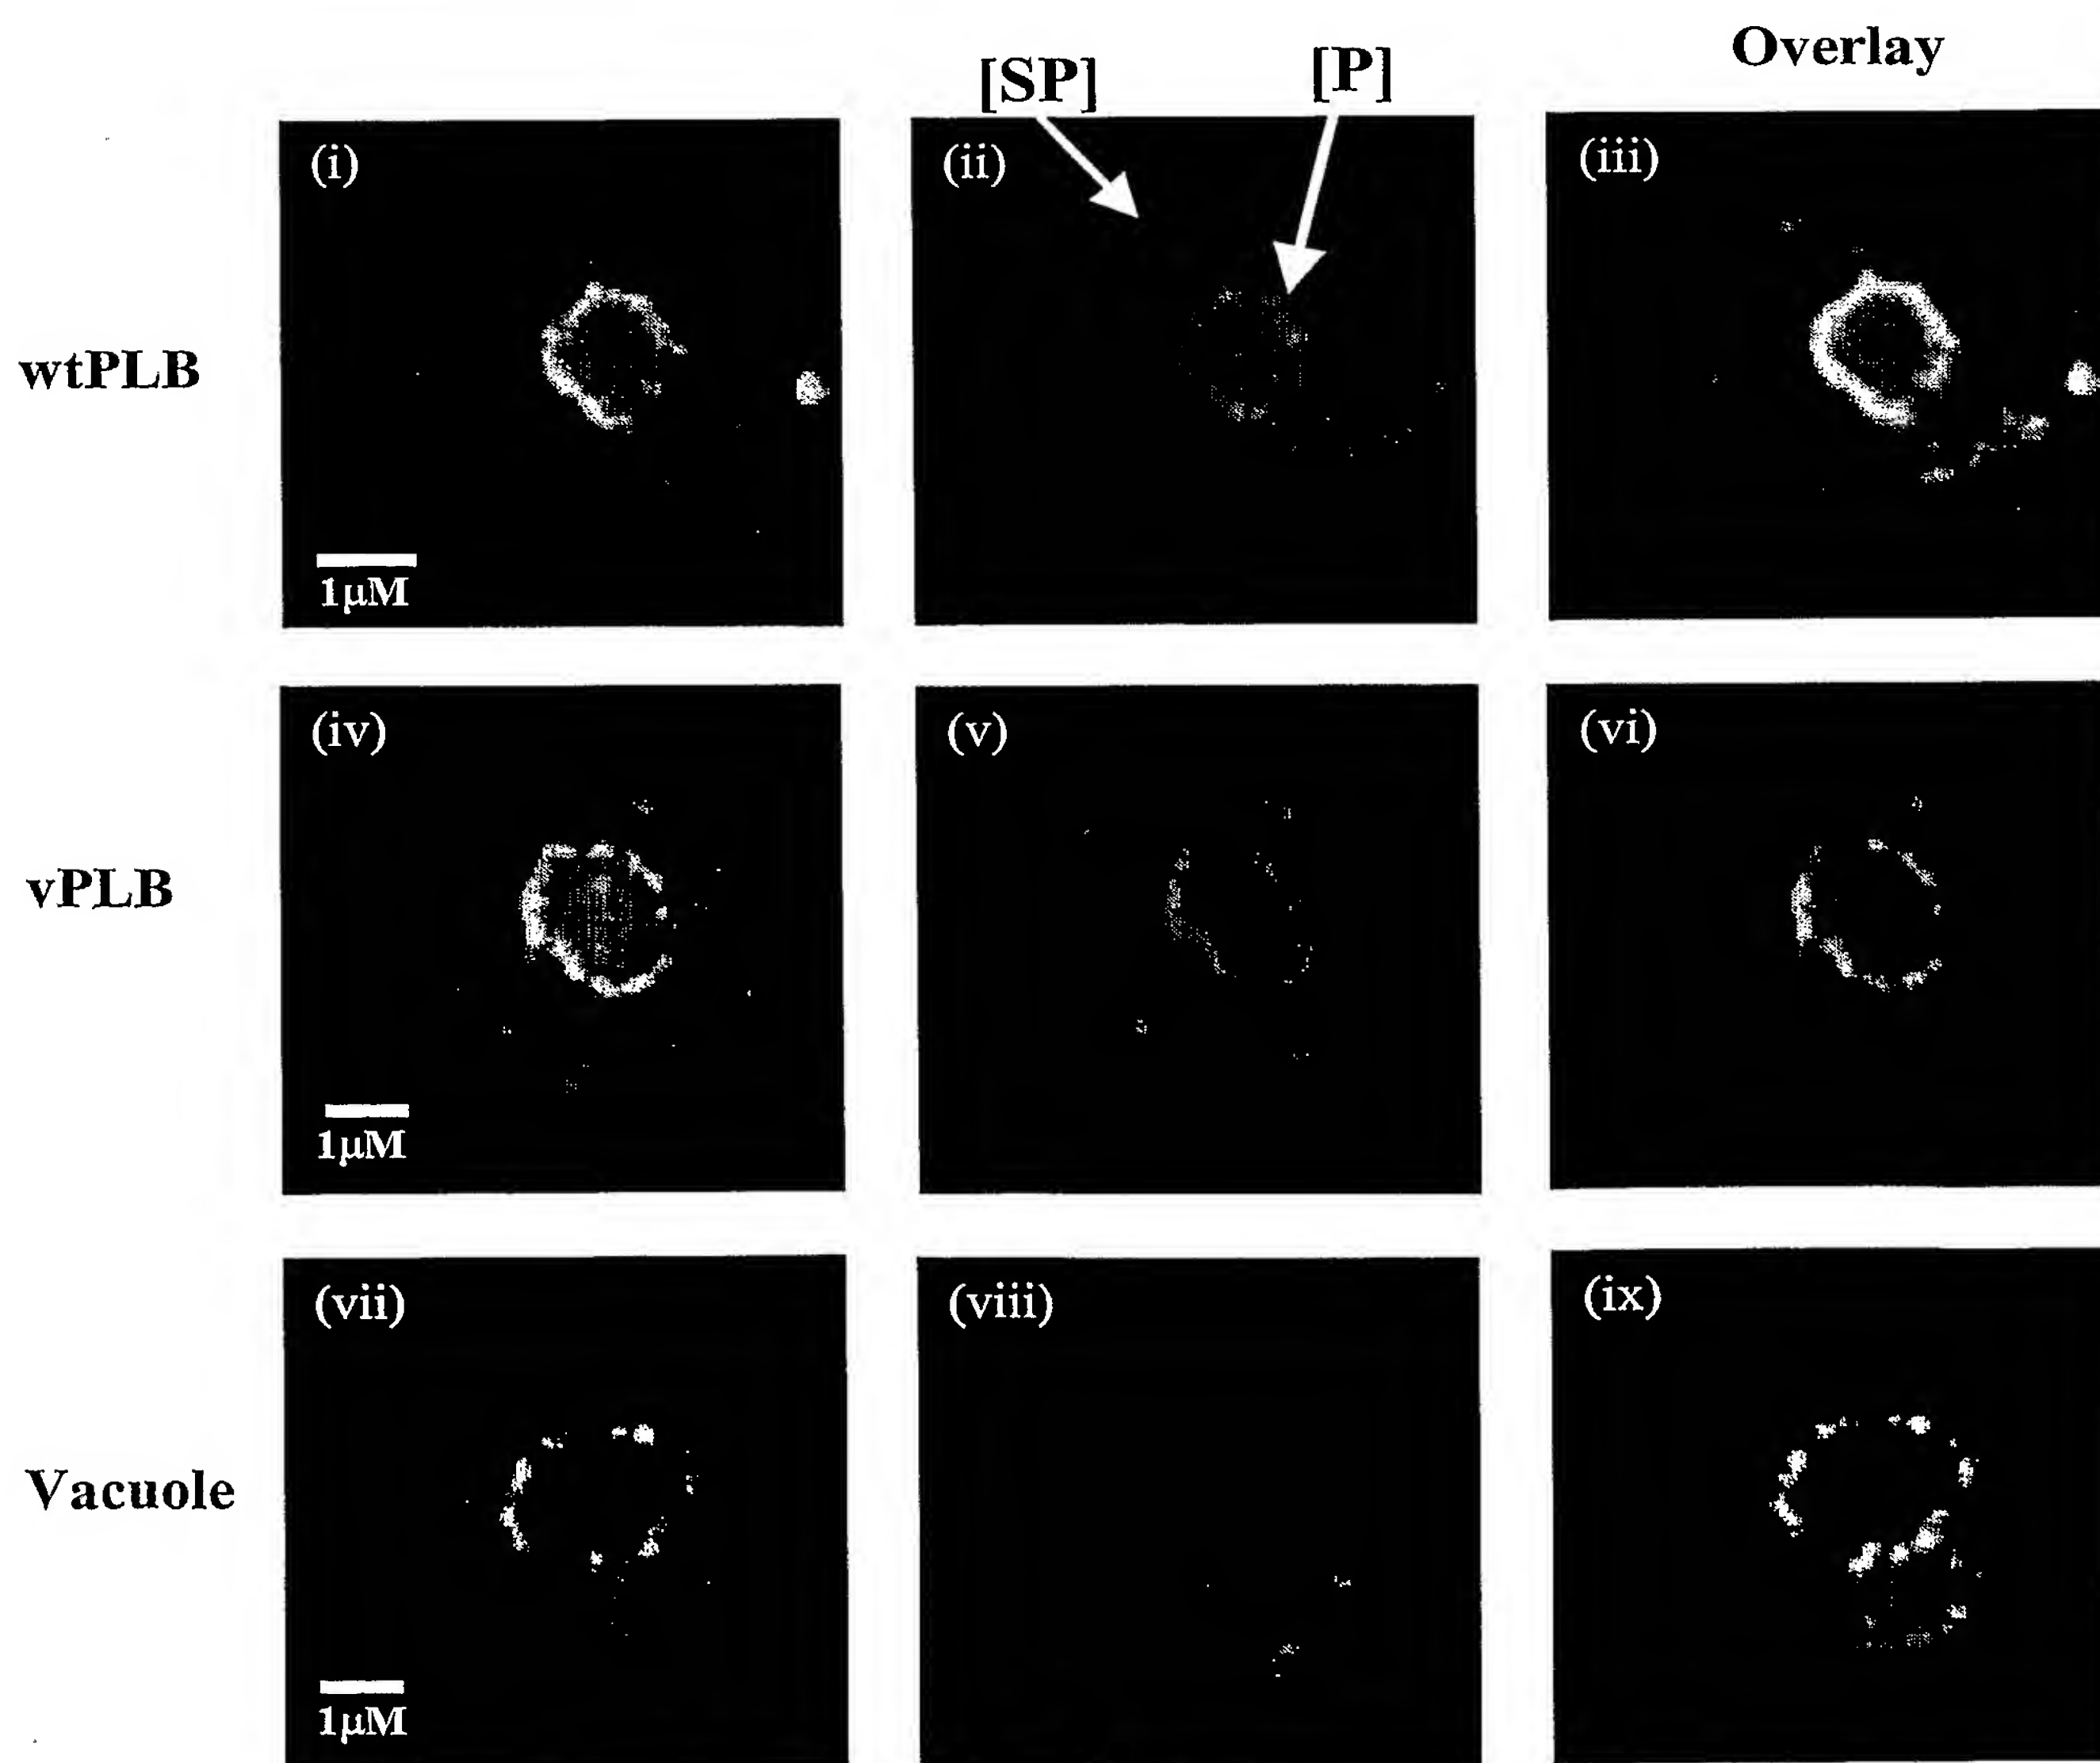 Overlay
[SP] [P]
(i) (ii) (iii)
wtPLB
1μM
(iv) (v) (vi)
vPLB
1μM
(vii) (viii) (ix)
Vacuole
1μM